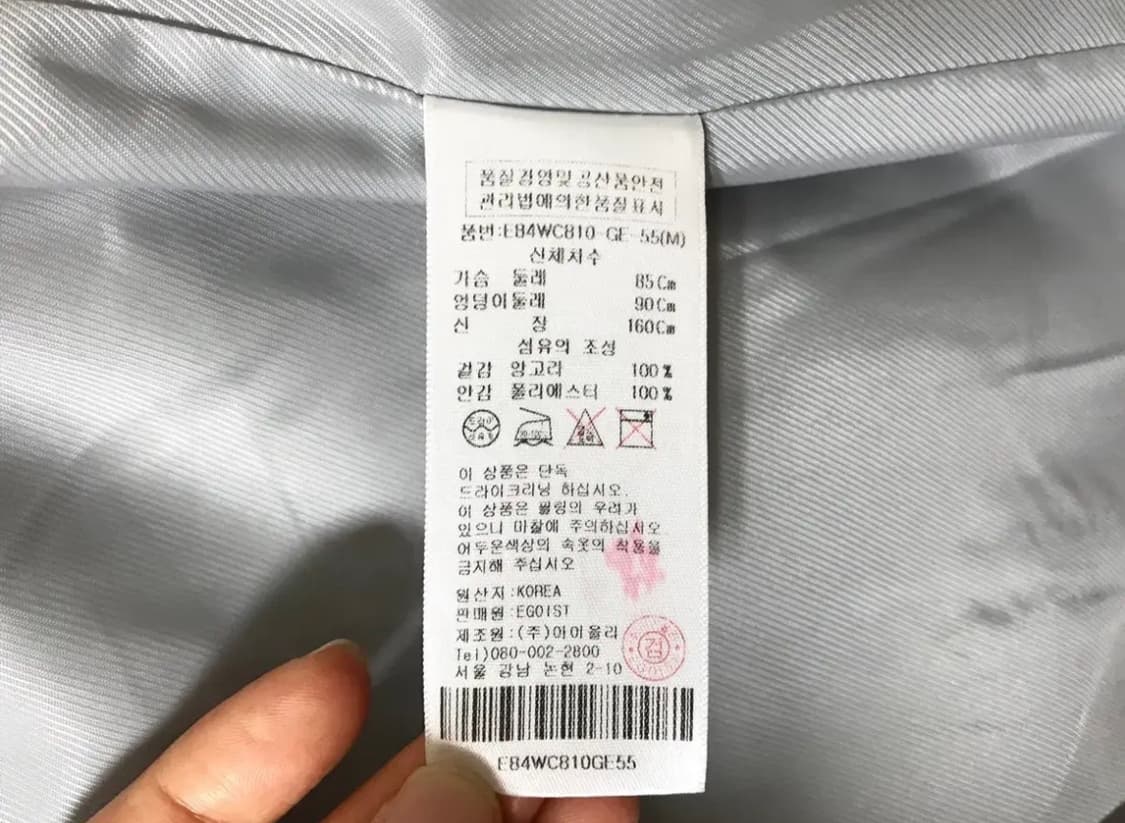 품질경영및공산품안전
관리법에의한품질표시
품번:E84WC810-GE-55(M)
신체치수
가슴 둘레 85Cm
엉덩이둘레 90Cm
신 장 160Cm
섬유의 조성
겉감 앙고라 100%
안감 폴리에스터 100%
드라이
이 상품은 단독
드라이크리닝 하십시오.
이 상품은 필링의 우려가
있으니 마찰에 주의하십시오
어두운색상의 속옷의 착용을
금지해 주십시오
원산지:KOREA
판매원:EGOIST
제조원:(주)아이올리
검
Tel)080-002-2800
서울 강남 논현 2-10
E84WC810GE55